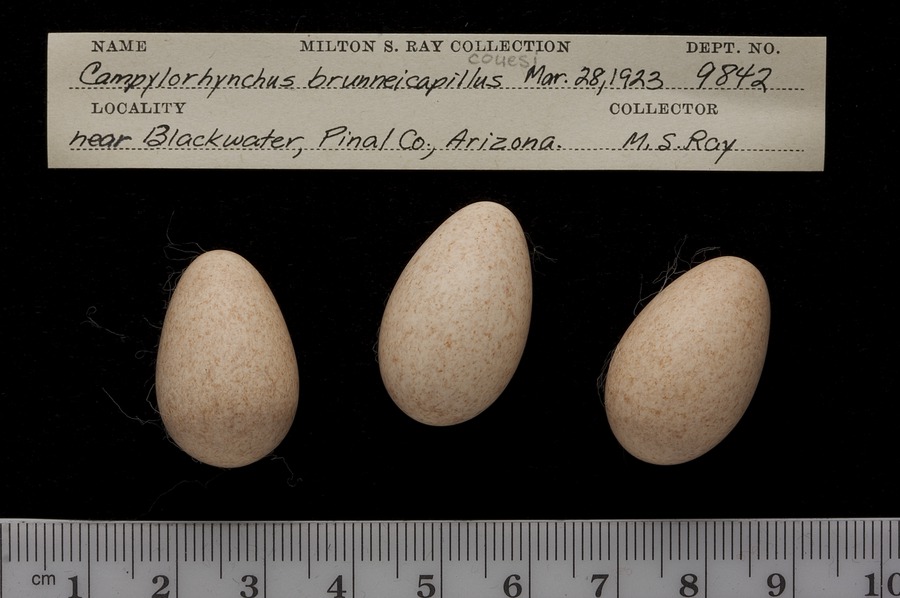 NAME MILTON S. RAY COLLECTION DEPT. NO.
couesi
Campylorhynchus brunneicapillus Mar. 28, 1923 9842
LOCALITY COLLECTOR
near Blackwater, Pinal Co., Arizona. M. S. Ray
cm 1 2 3 4 5 6 7 8 9 10